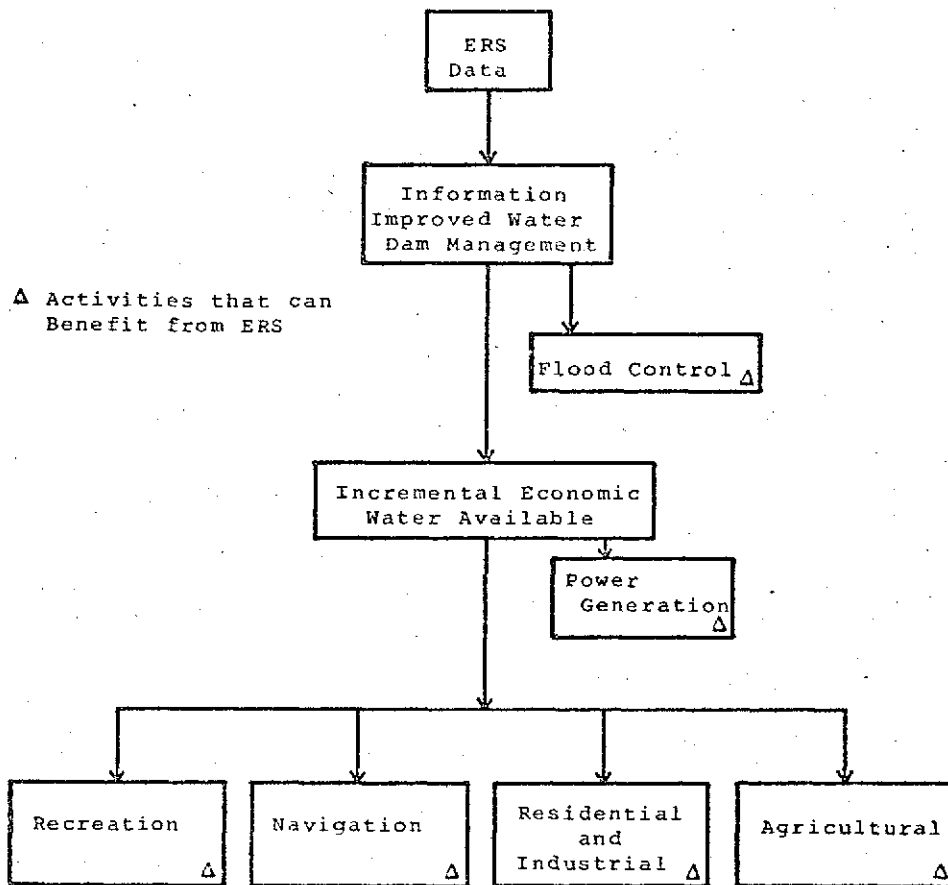 ERS
Data
Information
Improved Water
Dam Management
Δ Activities that can
Benefit from ERS
Flood Control Δ
Incremental Economic
Water Available
Power
Generation
Δ
Recreation
Δ
Navigation
Δ
Residential
and
Industrial Δ
Agricultural
Δ